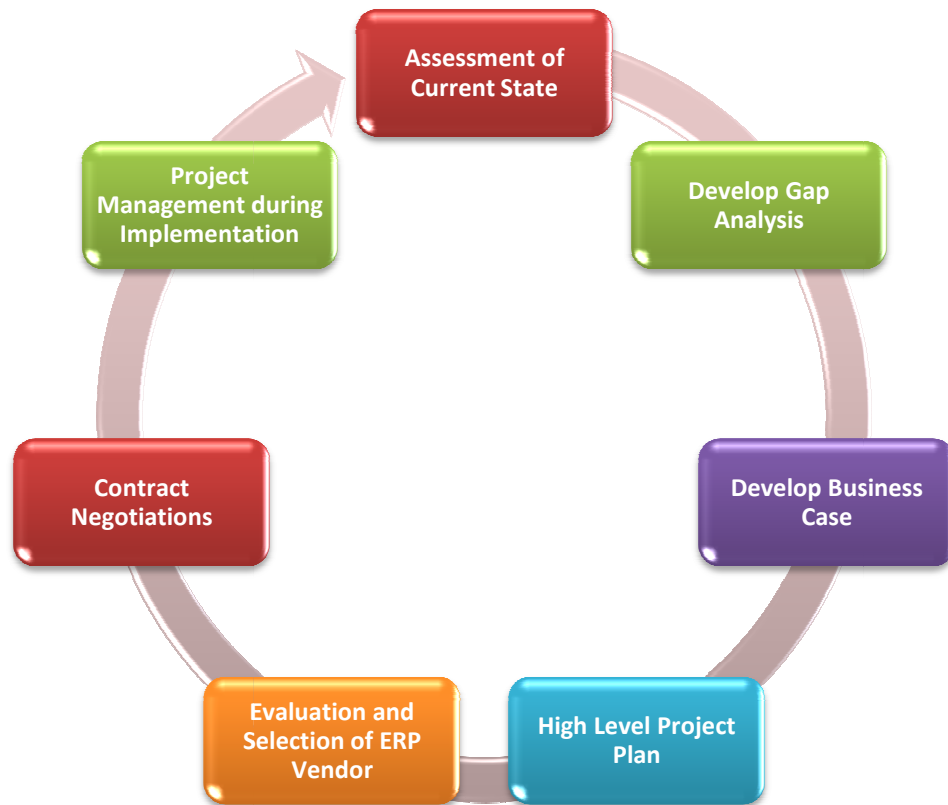 Assessment of
Current State
Develop Gap
Analysis
Develop Business
Case
High Level Project
Plan
Evaluation and
Selection of ERP
Vendor
Contract
Negotiations
Project
Management during
Implementation